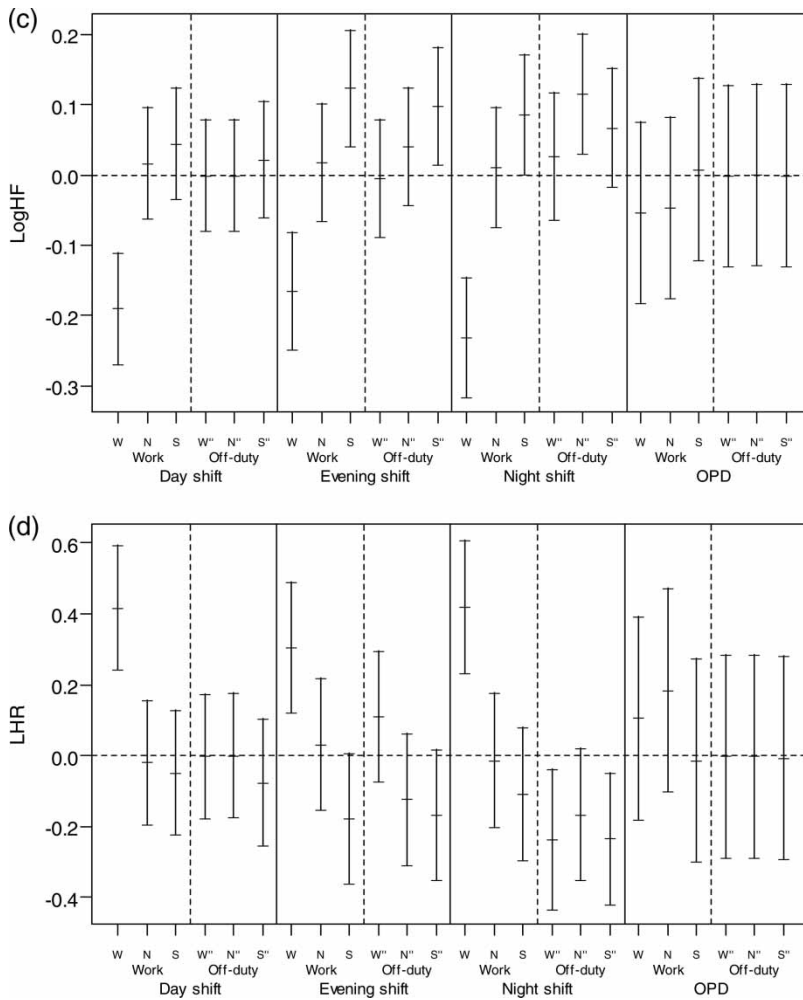 (c)
0.2
0.1
0.0
-0.1
-0.2
-0.3
LogHF
W N S W" N" S" W N S W" N" S" W N S W" N" S" W N S W" N" S"
Work Off-duty Work Off-duty Work Off-duty Work Off-duty
Day shift Evening shift Night shift OPD
(d)
0.6
0.4
0.2
0.0
-0.2
-0.4
LHR
W N S W" N" S" W N S W" N" S" W N S W" N" S" W N S W" N" S"
Work Off-duty Work Off-duty Work Off-duty Work Off-duty
Day shift Evening shift Night shift OPD